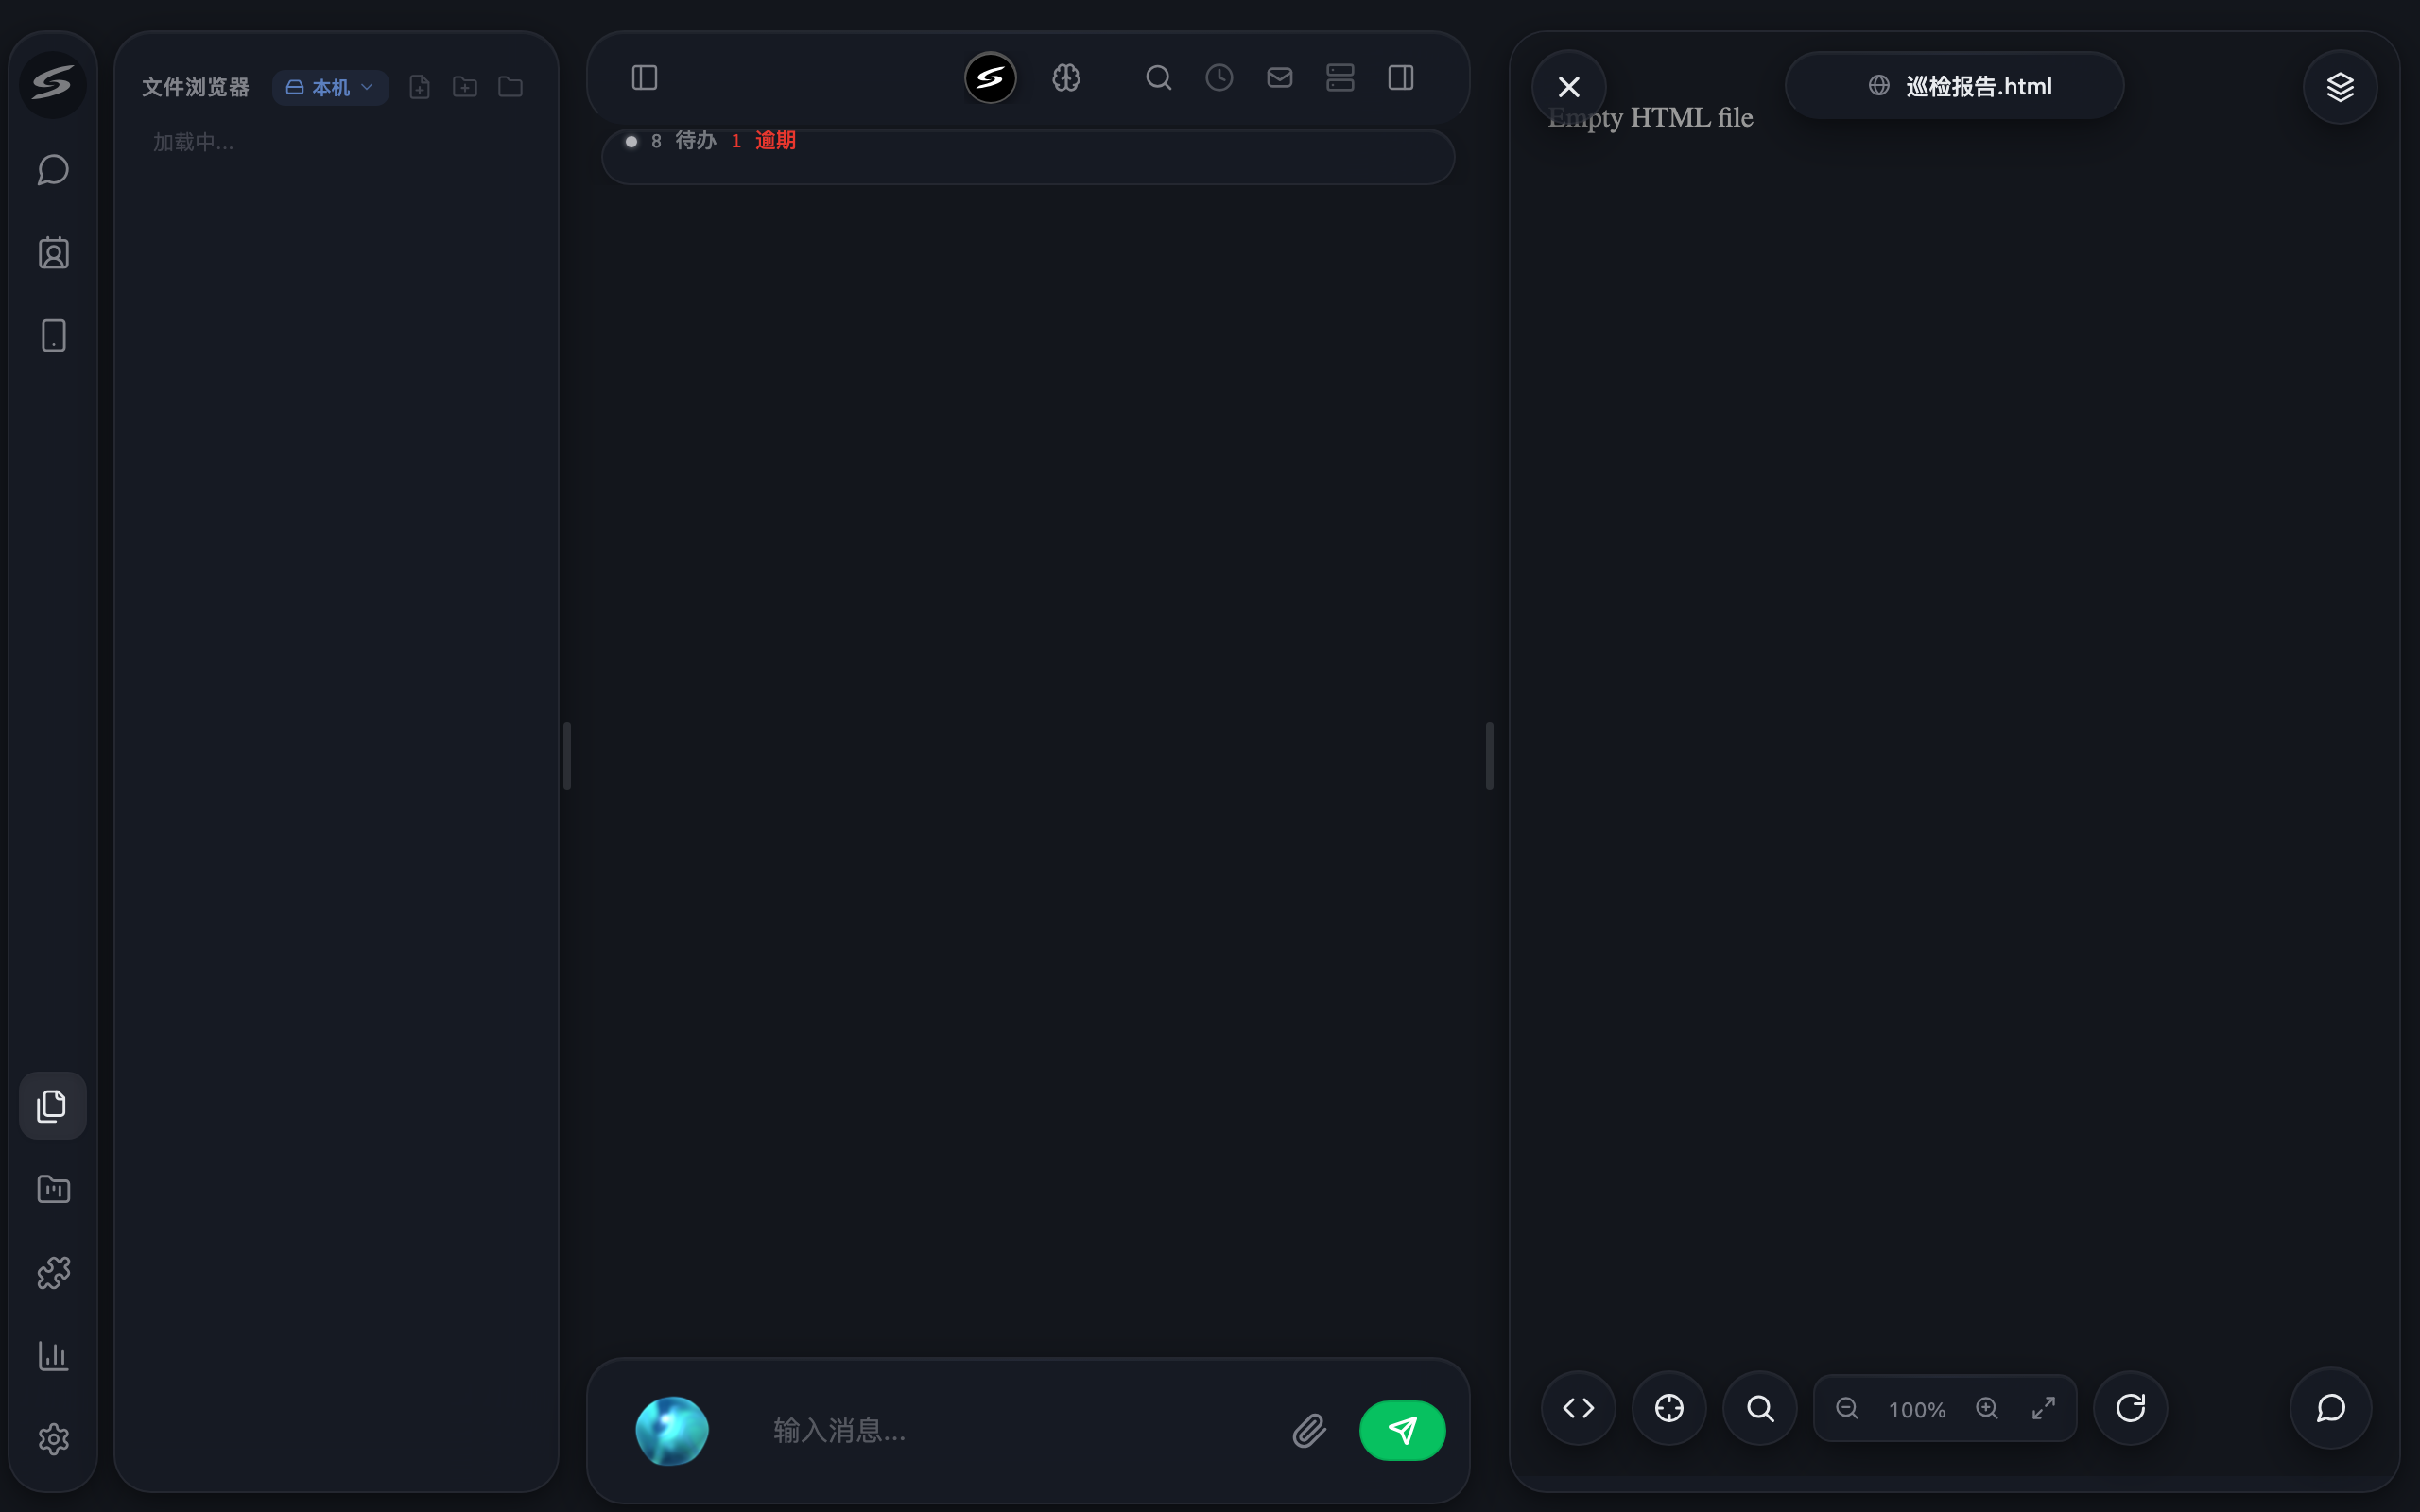 文件浏览器
本机
加载中...
8 待办 1 逾期
输入消息...
巡检报告.html
Empty HTML file
100%